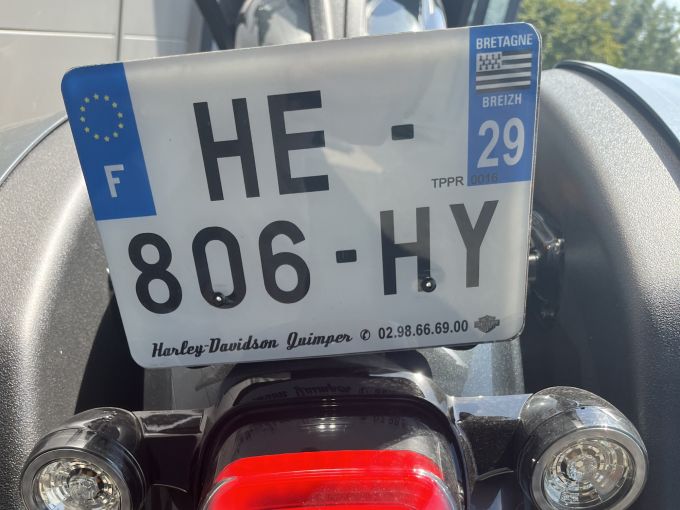 BRETAGNE
BREIZH
F
HE -
29
TPPR 0016
806-HY
Harley-Davidson Quimper ✆ 02.98.66.69.00